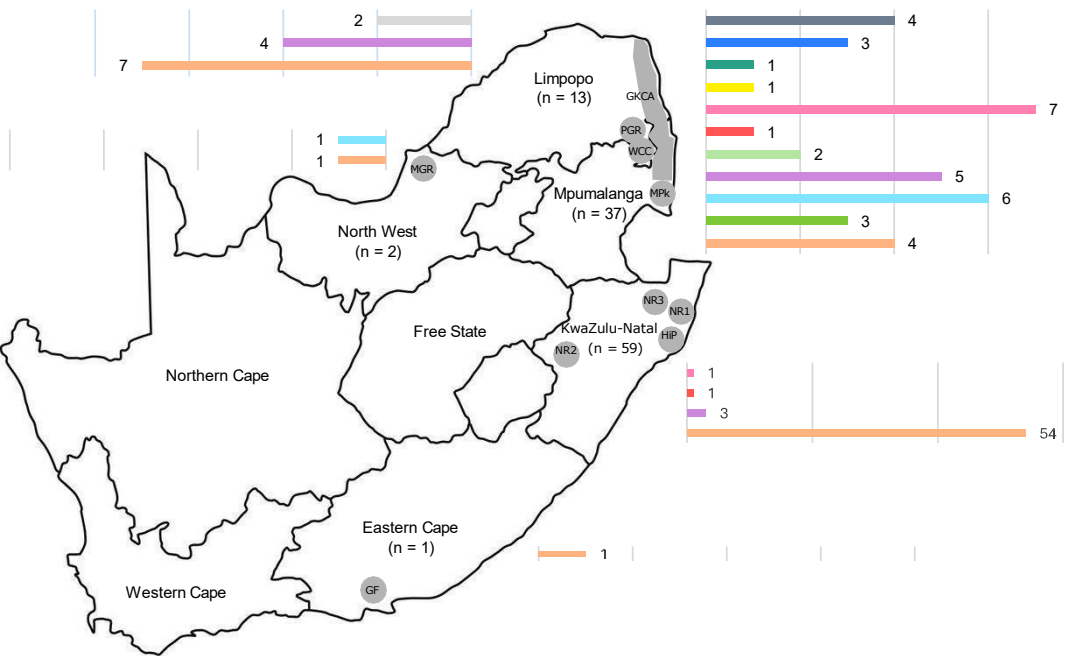 2
4
7
1
1
4
3
1
1
7
1
2
5
6
3
4
Limpopo
(n = 13)
GKCA
PGR
WCC
MGR
Mpumalanga
(n = 37)
MPk
North West
(n = 2)
NR3
NR1
Free State
KwaZulu-Natal
(n = 59)
HiP
NR2
Northern Cape
1
1
3
54
Eastern Cape
(n = 1)
1
GF
Western Cape